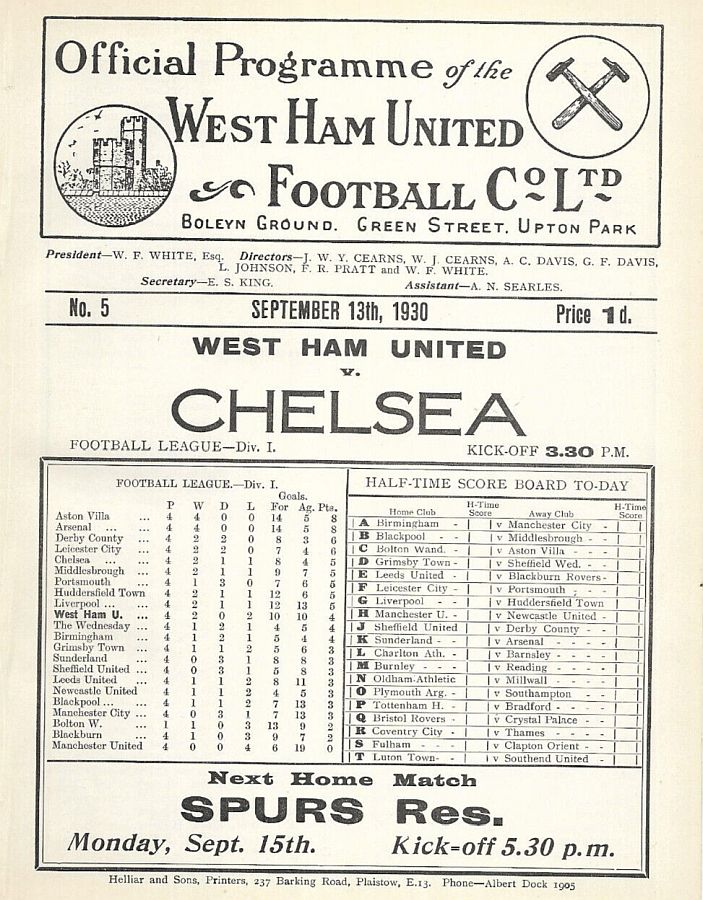 Official Programme of the
WEST HAM UNITED
FOOTBALL Co LTD
BOLEYN GROUND. GREEN STREET, UPTON PARK
President—W. F. WHITE, Esq. Directors—J. W. Y. CEARNS, W. J. CEARNS, A. C. DAVIS, G. F. DAVIS,
L. JOHNSON, F. R. PRATT and W. F. WHITE.
Secretary—E. S. KING. Assistant—A. N. SEARLES.
No. 5 SEPTEMBER 13th, 1930 Price 1d.
WEST HAM UNITED
v.
CHELSEA
FOOTBALL LEAGUE—Div. I. KICK-OFF 3.30 P.M.
FOOTBALL LEAGUE.—Div. I.
Goals.
P W D L For Ag. Pts.
Aston Villa ... 4 4 0 0 14 5 8
Arsenal ... ... 4 4 0 0 14 5 8
Derby County ... 4 2 2 0 8 3 6
Leicester City ... 4 2 2 0 7 4 6
Chelsea ... ... 4 2 1 1 8 4 5
Middlesbrough ... 4 2 1 1 9 7 5
Portsmouth ... 4 1 3 0 7 6 5
Huddersfield Town 4 2 1 1 12 6 5
Liverpool ... ... 4 2 1 1 12 13 5
West Ham U. ... 4 2 0 2 10 10 4
The Wednesday ... 4 1 2 1 4 5 4
Birmingham ... 4 1 2 1 5 4 4
Grimsby Town ... 4 1 1 2 5 6 3
Sunderland ... 4 0 3 1 8 8 3
Sheffield United ... 4 0 3 1 5 8 3
Leeds United ... 4 1 1 2 8 11 3
Newcastle United 4 1 1 2 4 5 3
Blackpool ... ... 4 1 1 2 7 13 3
Manchester City ... 4 0 3 1 7 13 3
Bolton W. ... 1 1 0 3 13 9 2
Blackburn ... 4 1 0 3 9 7 2
Manchester United 4 0 0 4 6 19 0
HALF-TIME SCORE BOARD TO-DAY
Home Club H-Time Score Away Club H-Time Score
A Birmingham - v Manchester City -
B Blackpool - - v Middlesbrough - -
C Bolton Wand. - v Aston Villa - -
D Grimsby Town - v Sheffield Wed. - -
E Leeds United - v Blackburn Rovers -
F Leicester City - v Portsmouth - -
G Liverpool - - v Huddersfield Town
H Manchester U. - v Newcastle United -
J Sheffield United v Derby County - -
K Sunderland - - v Arsenal - - -
L Charlton Ath. - v Barnsley - - -
M Burnley - - - v Reading - - -
N Oldham Athletic v Millwall - - -
O Plymouth Arg. - v Southampton - -
P Tottenham H. - v Bradford - - -
Q Bristol Rovers - v Crystal Palace - -
R Coventry City - v Thames - - -
S Fulham - - - v Clapton Orient - -
T Luton Town - - v Southend United -
Next Home Match
SPURS Res.
Monday, Sept. 15th. Kick=off 5.30 p.m.
Helliar and Sons, Printers, 237 Barking Road, Plaistow, E.13. Phone—Albert Dock 1905